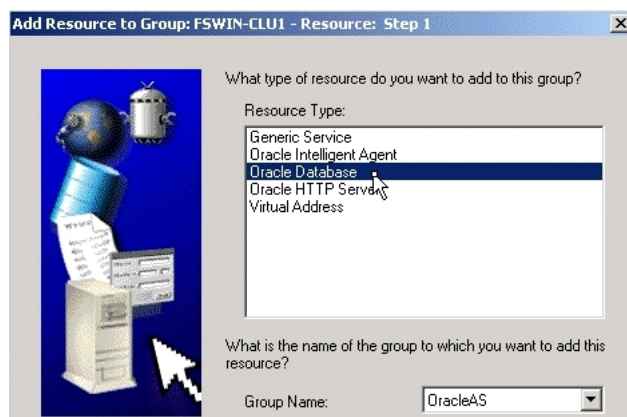 Add Resource to Group: FSWIN-CLU1 - Resource: Step 1
What type of resource do you want to add to this group?
Resource Type:
Generic Service
Oracle Intelligent Agent
Oracle Database
Oracle HTTP Server
Virtual Address
What is the name of the group to which you want to add this
resource?
Group Name:
OracleAS